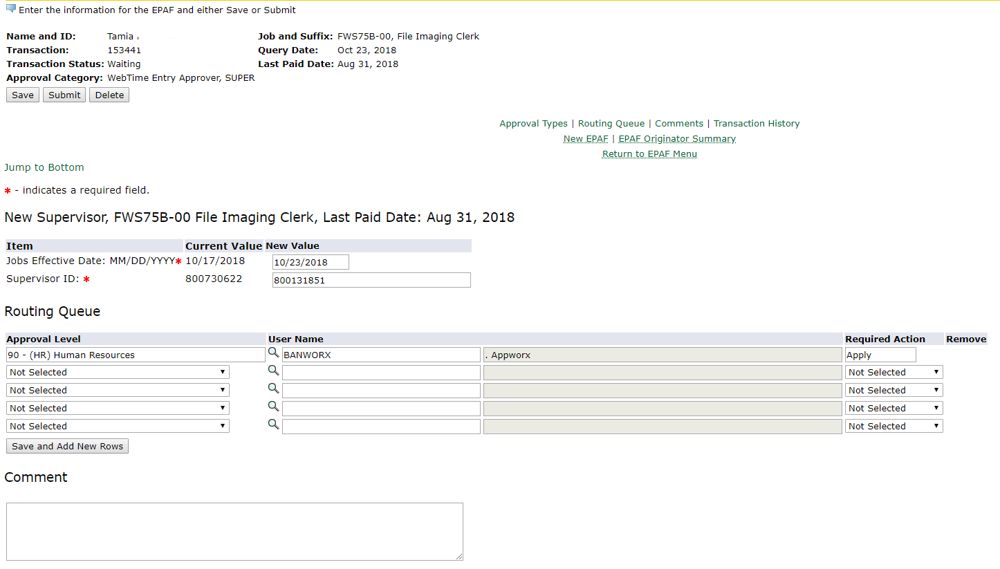 Enter the information for the EPAF and either Save or Submit
Name and ID: Tamia Job and Suffix: FWS75B-00, File Imaging Clerk
Transaction: 153441 Query Date: Oct 23, 2018
Transaction Status: Waiting Last Paid Date: Aug 31, 2018
Approval Category: WebTime Entry Approver, SUPER
Save Submit Delete
Approval Types | Routing Queue | Comments | Transaction History
New EPAF | EPAF Originator Summary
Return to EPAF Menu
Jump to Bottom
* - indicates a required field.
New Supervisor, FWS75B-00 File Imaging Clerk, Last Paid Date: Aug 31, 2018
Item Current Value New Value
Jobs Effective Date: MM/DD/YYYY* 10/17/2018 10/23/2018
Supervisor ID: * 800730622 800131851
Routing Queue
Approval Level User Name Required Action Remove
90 - (HR) Human Resources BANWORX . Appworx Apply
Not Selected Not Selected
Not Selected Not Selected
Not Selected Not Selected
Not Selected Not Selected
Save and Add New Rows
Comment